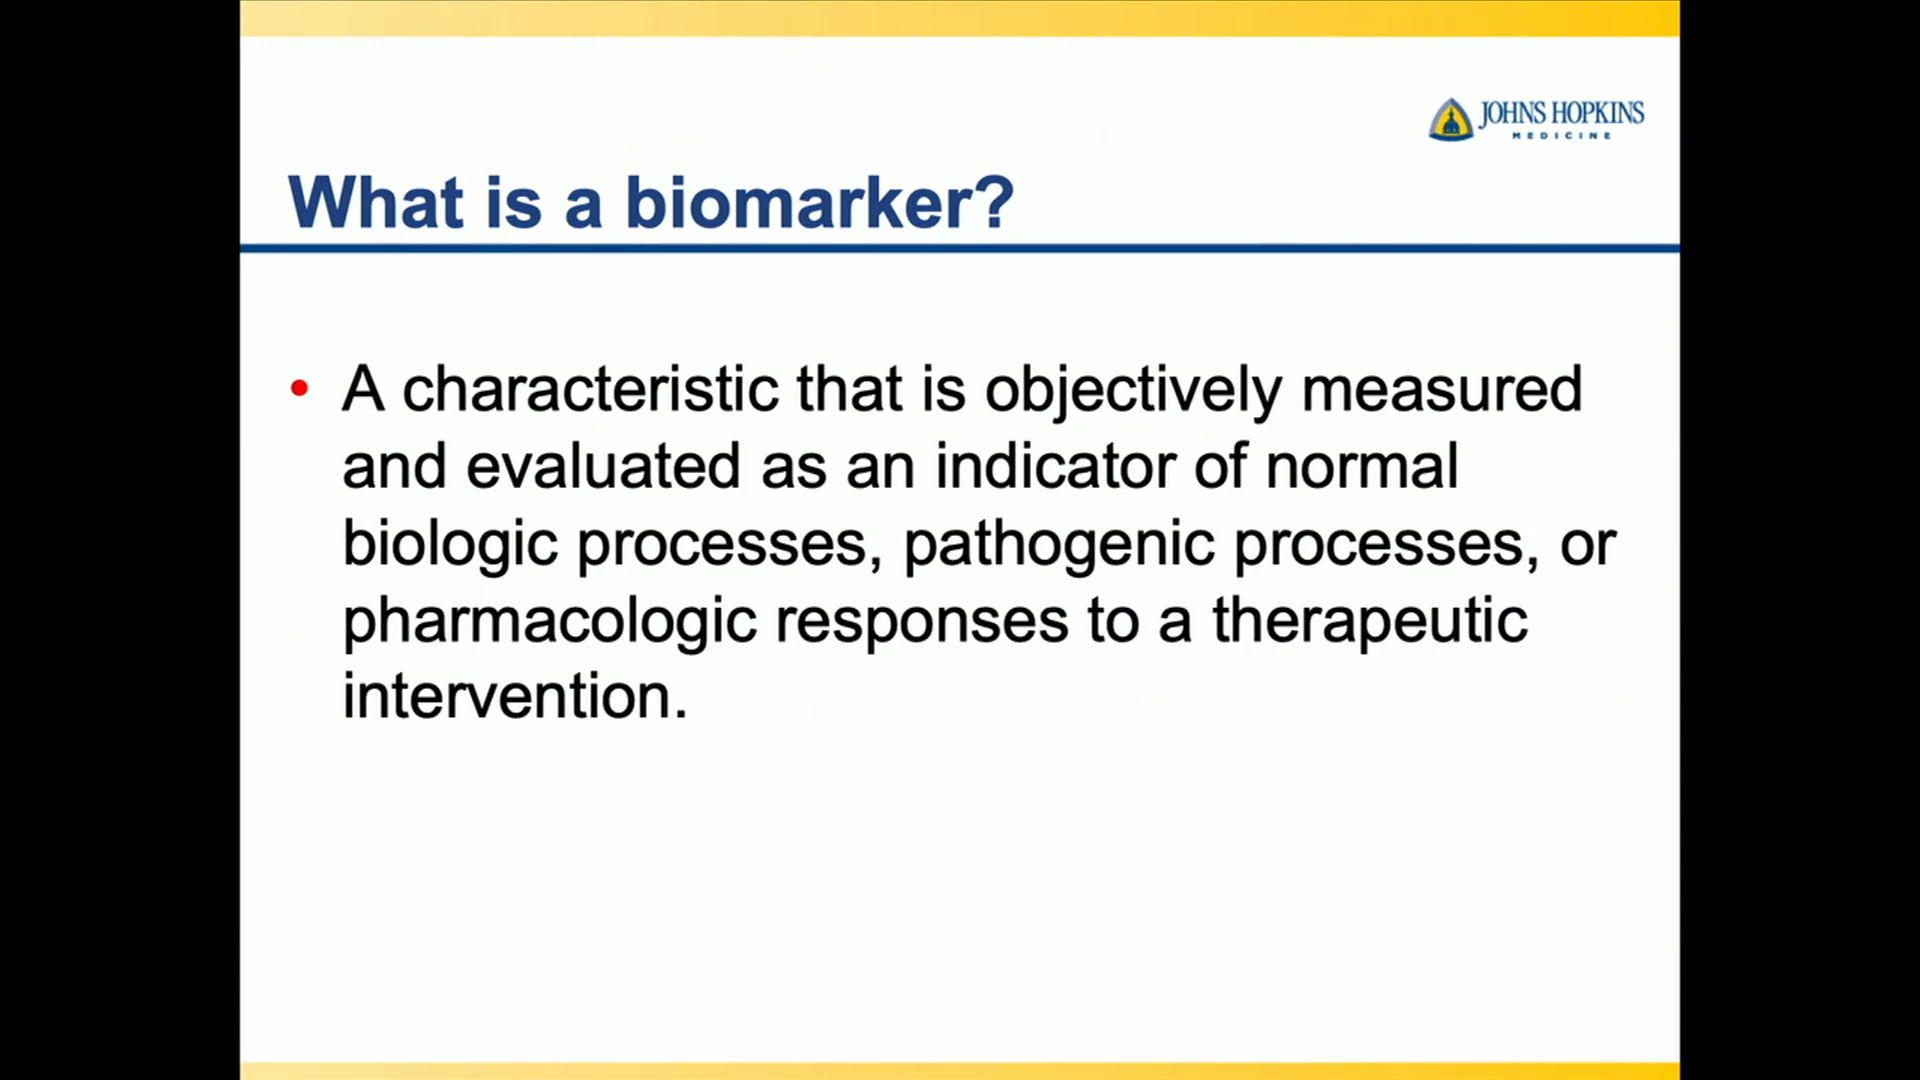 JOHNS HOPKINS
MEDICINE
What is a biomarker?
• A characteristic that is objectively measured
and evaluated as an indicator of normal
biologic processes, pathogenic processes, or
pharmacologic responses to a therapeutic
intervention.